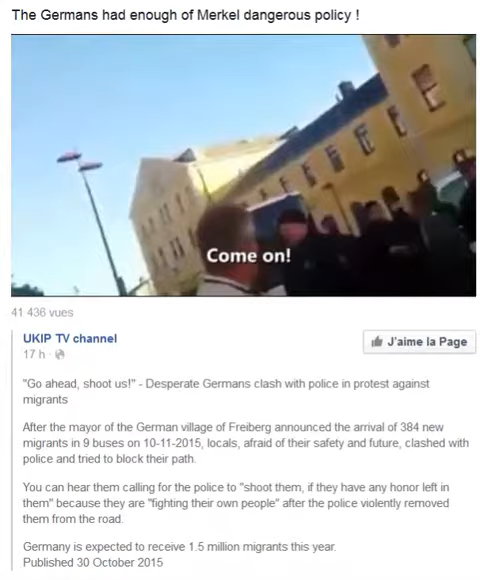 The Germans had enough of Merkel dangerous policy !
Come on!
41 436 vues
UKIP TV channel
17 h
J'aime la Page
"Go ahead, shoot us!" - Desperate Germans clash with police in protest against
migrants
After the mayor of the German village of Freiberg announced the arrival of 384 new
migrants in 9 buses on 10-11-2015, locals, afraid of their safety and future, clashed with
police and tried to block their path.
You can hear them calling for the police to "shoot them, if they have any honor left in
them" because they are "fighting their own people" after the police violently removed
them from the road.
Germany is expected to receive 1.5 million migrants this year.
Published 30 October 2015